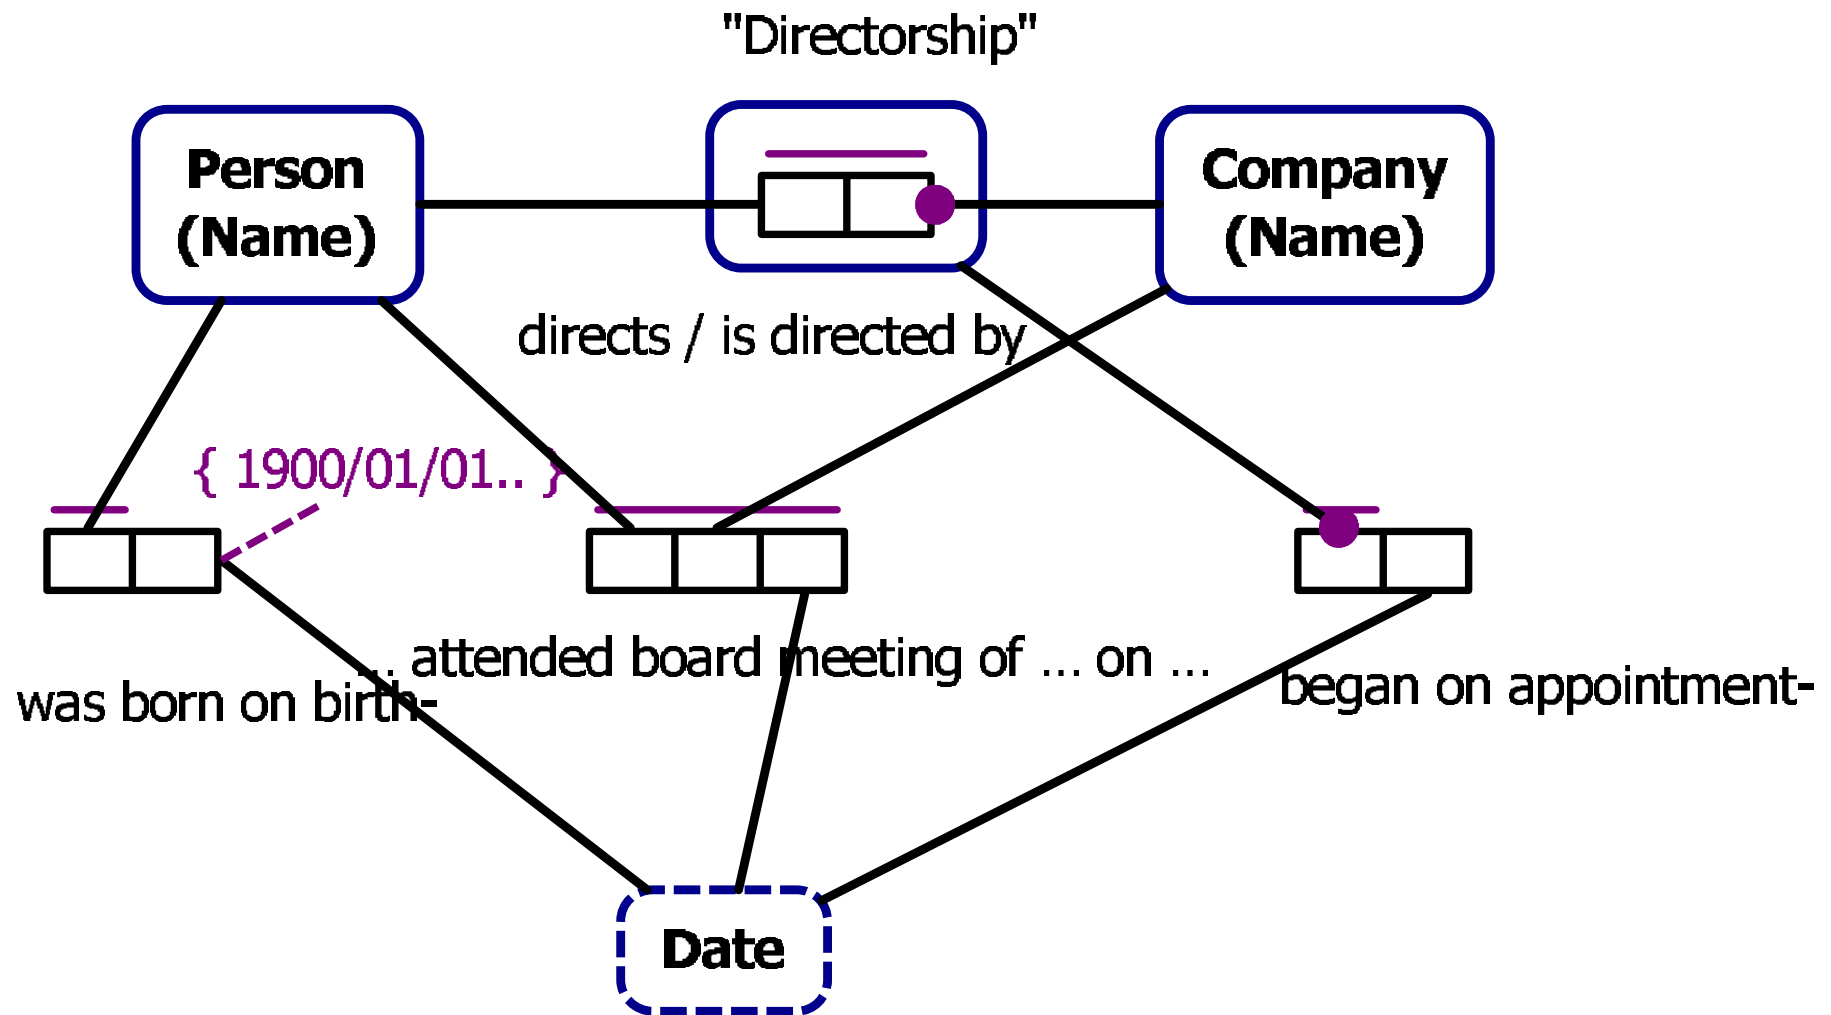 "Directorship"
Person
(Name)
Company
(Name)
directs / is directed by
{ 1900/01/01.. }
... attended board meeting of ... on ...
was born on birth-
began on appointment-
Date